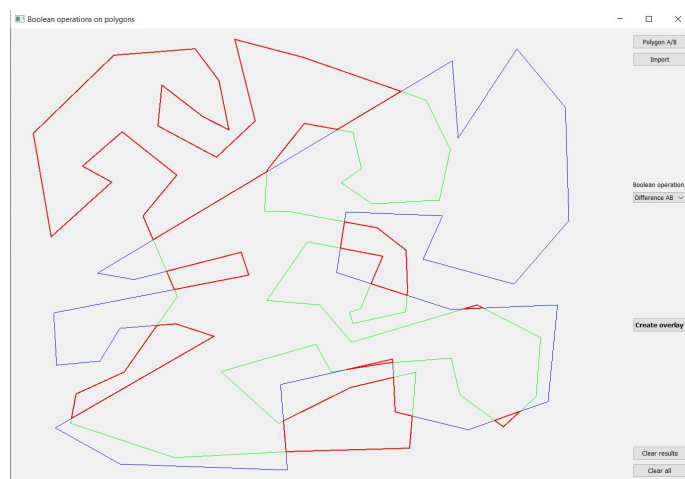 Boolean operations on polygons
Polygon A/B
Import
Boolean operation
Difference AB
Create overlay
Clear results
Clear all